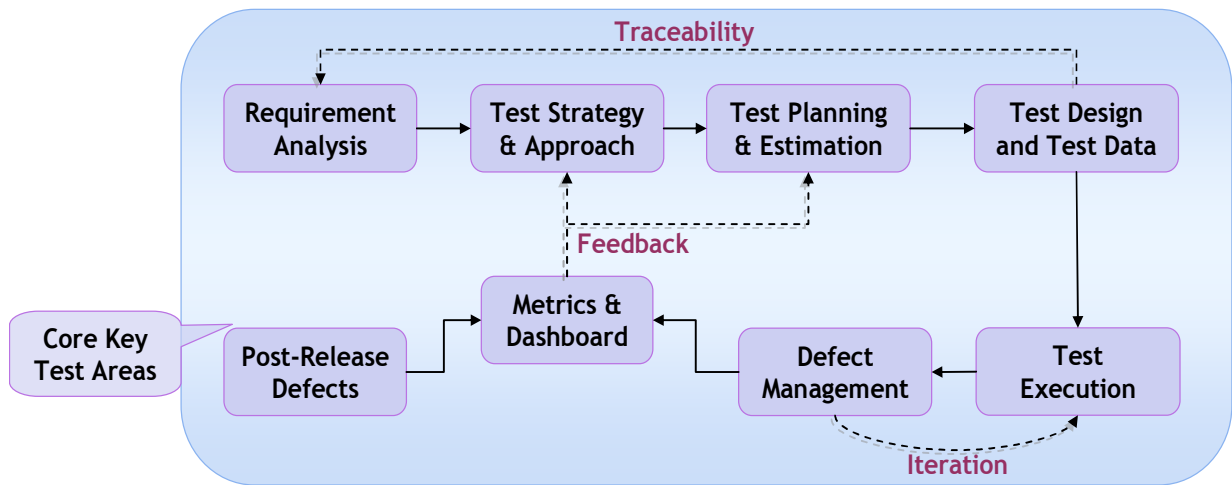 Traceability
Requirement
Analysis
Test Strategy
& Approach
Test Planning
& Estimation
Test Design
and Test Data
Feedback
Metrics &
Dashboard
Core Key
Test Areas
Post-Release
Defects
Defect
Management
Test
Execution
Iteration